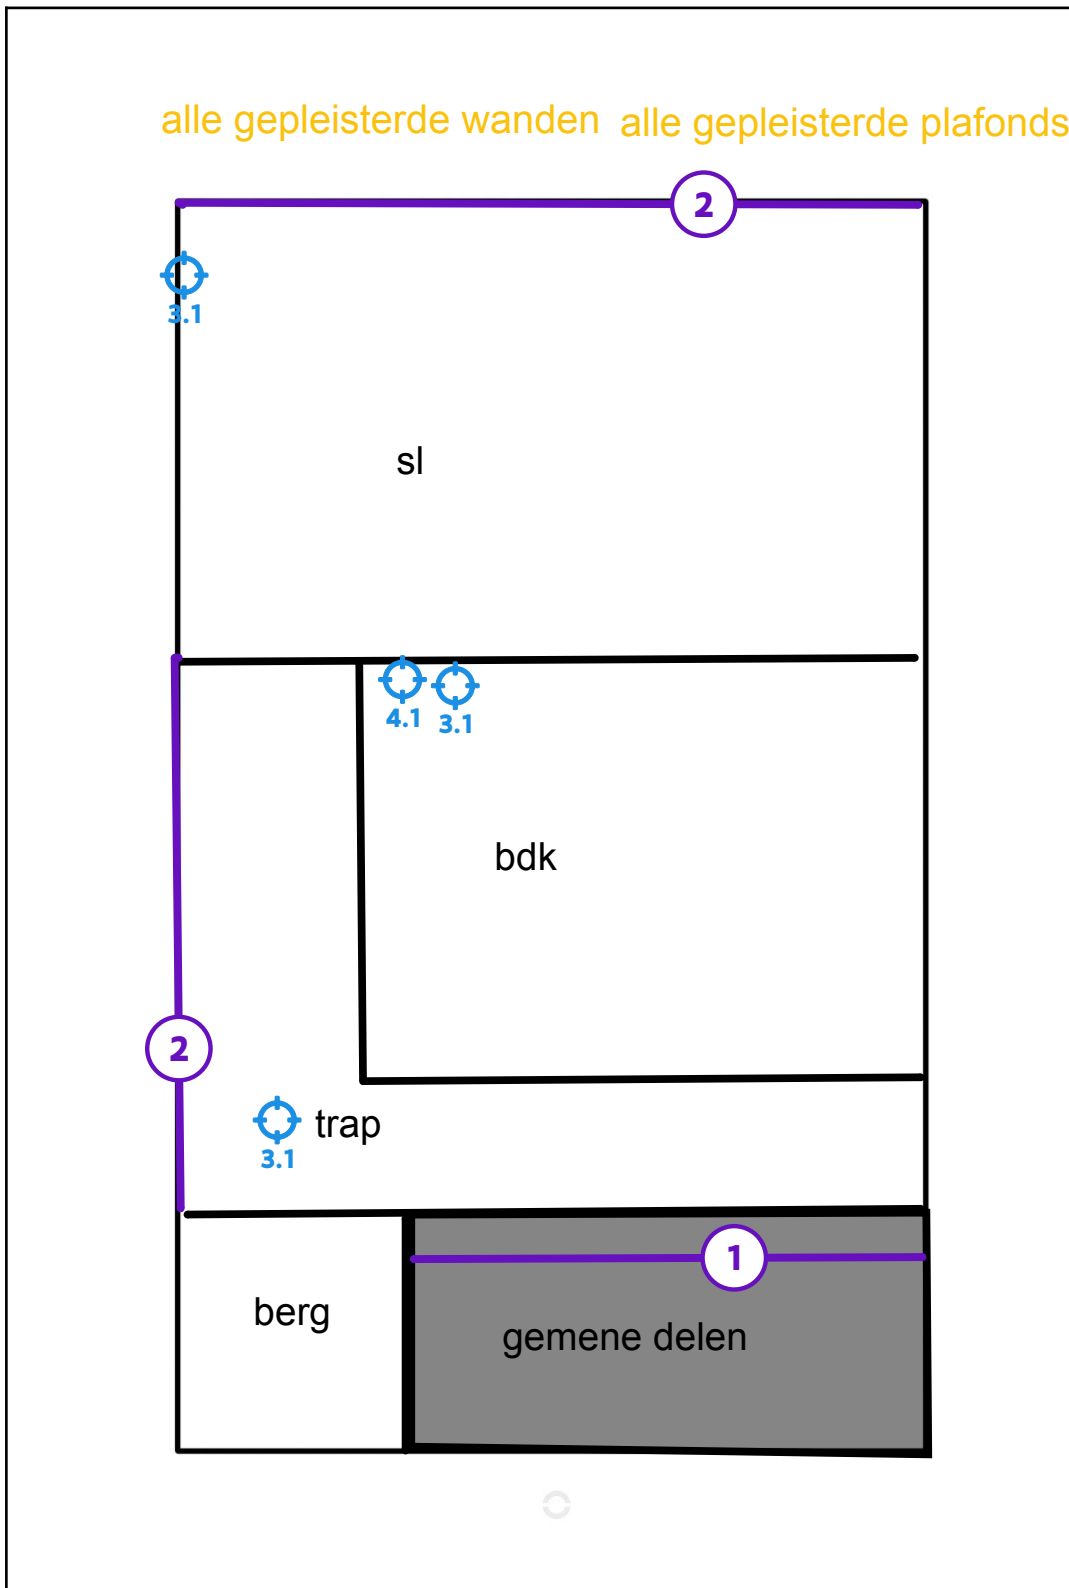 alle gepleisterde wanden alle gepleisterde plafonds
2
3.1
sl
4.1 3.1
bdk
2
trap
3.1
1
berg
gemene delen